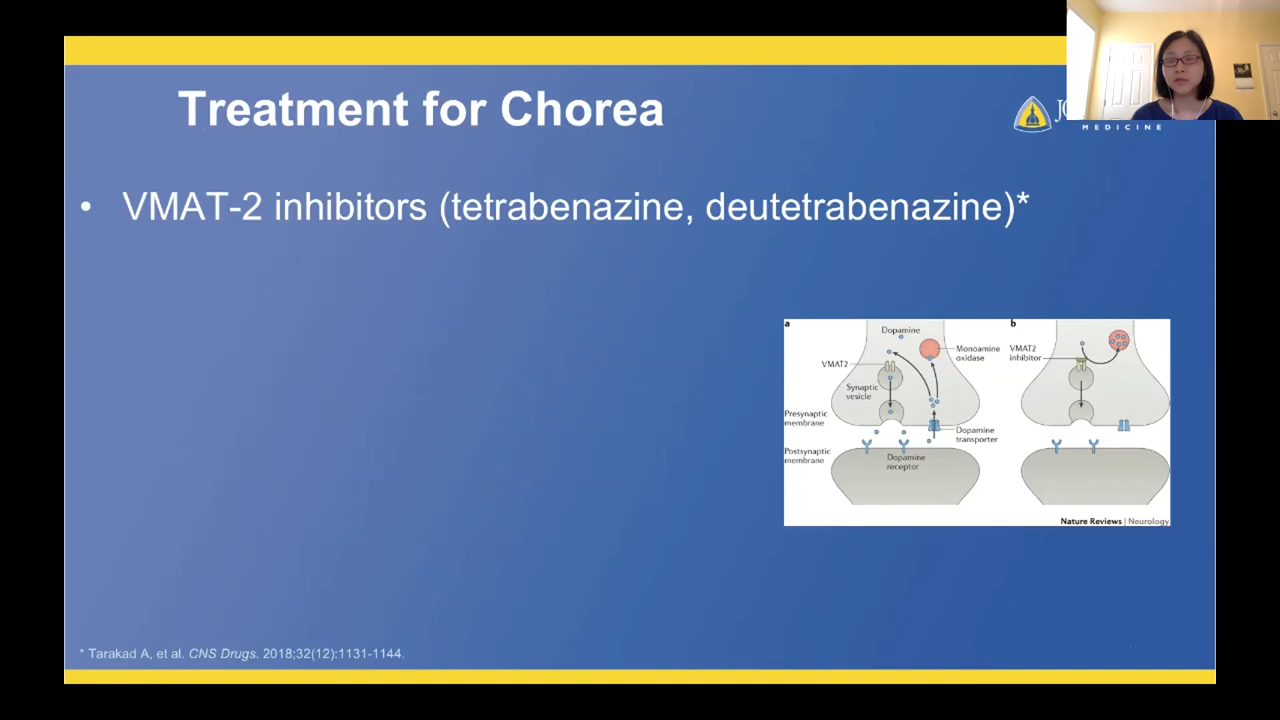 Treatment for Chorea
MEDICINE
• VMAT-2 inhibitors (tetrabenazine, deutetrabenazine)*
a
Dopamine
Monoamine
oxidase
VMAT2
Synaptic
vesicle
Presynaptic
membrane
Dopamine
transporter
Postsynaptic
membrane
Dopamine
receptor
b
VMAT2
inhibitor
Nature Reviews | Neurology
* Tarakad A, et al. CNS Drugs. 2018;32(12):1131-1144.